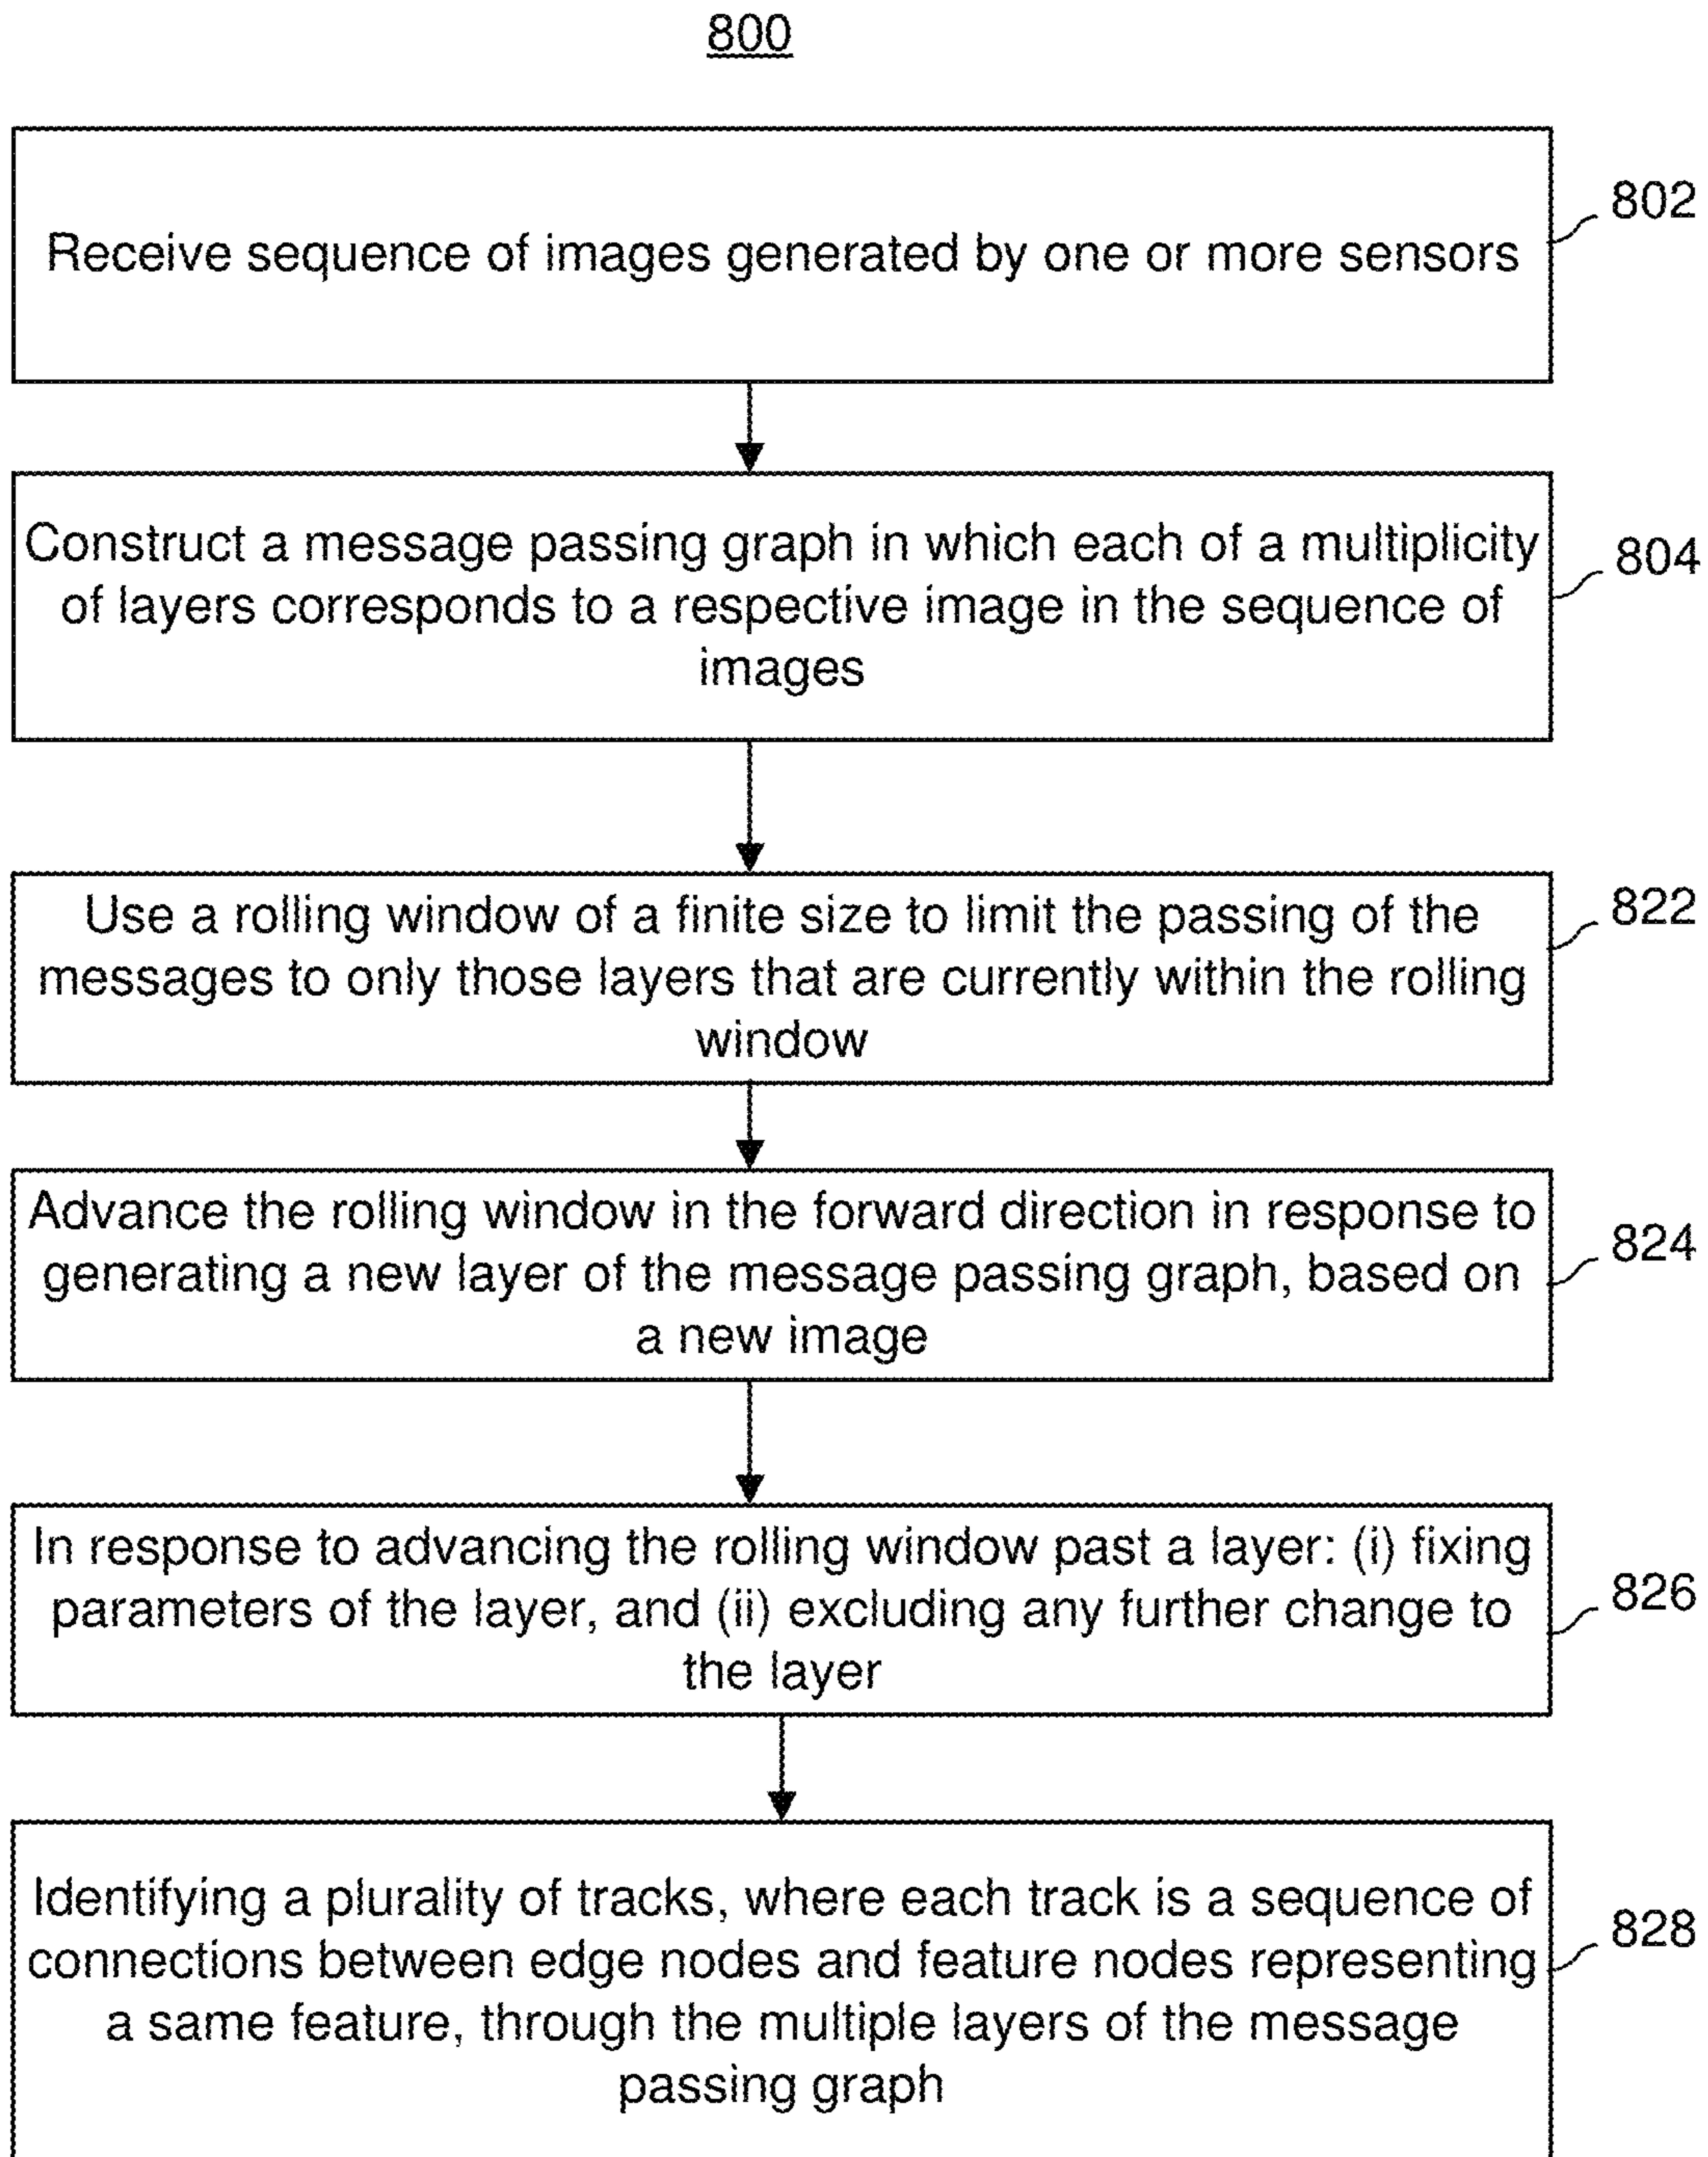 800
Receive sequence of images generated by one or more sensors
802
Construct a message passing graph in which each of a multiplicity
of layers corresponds to a respective image in the sequence of
images
804
Use a rolling window of a finite size to limit the passing of the
messages to only those layers that are currently within the rolling
window
822
Advance the rolling window in the forward direction in response to
generating a new layer of the message passing graph, based on
a new image
824
In response to advancing the rolling window past a layer: (i) fixing
parameters of the layer, and (ii) excluding any further change to
the layer
826
Identifying a plurality of tracks, where each track is a sequence of
connections between edge nodes and feature nodes representing
a same feature, through the multiple layers of the message
passing graph
828